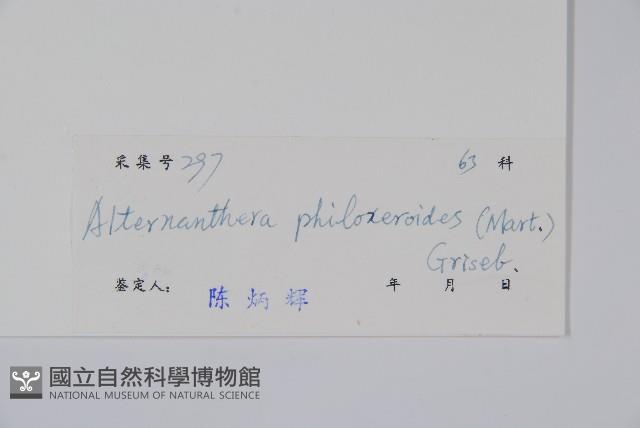 采集号 297 63 科
Alternanthera philoxeroides (Mart.)
Griseb.
鉴定人： 陈炳辉 年 月 日
國立自然科學博物館
NATIONAL MUSEUM OF NATURAL SCIENCE